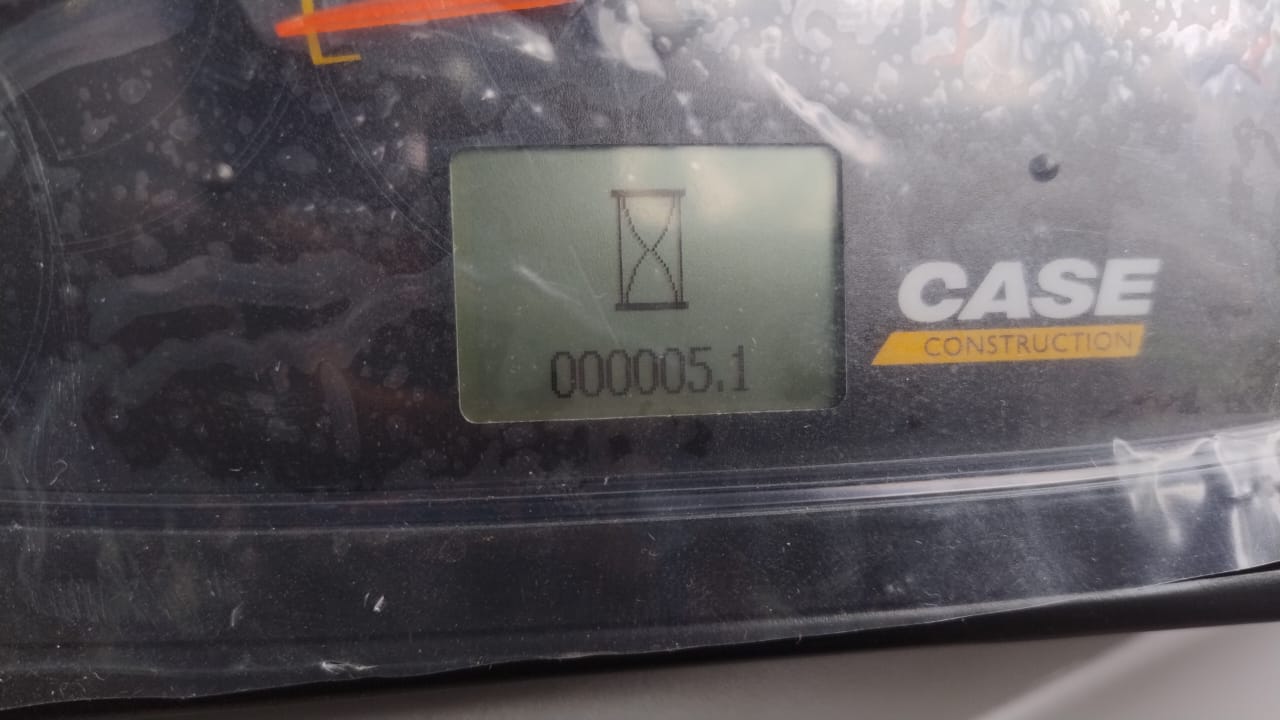 000005.1
CASE
CONSTRUCTION